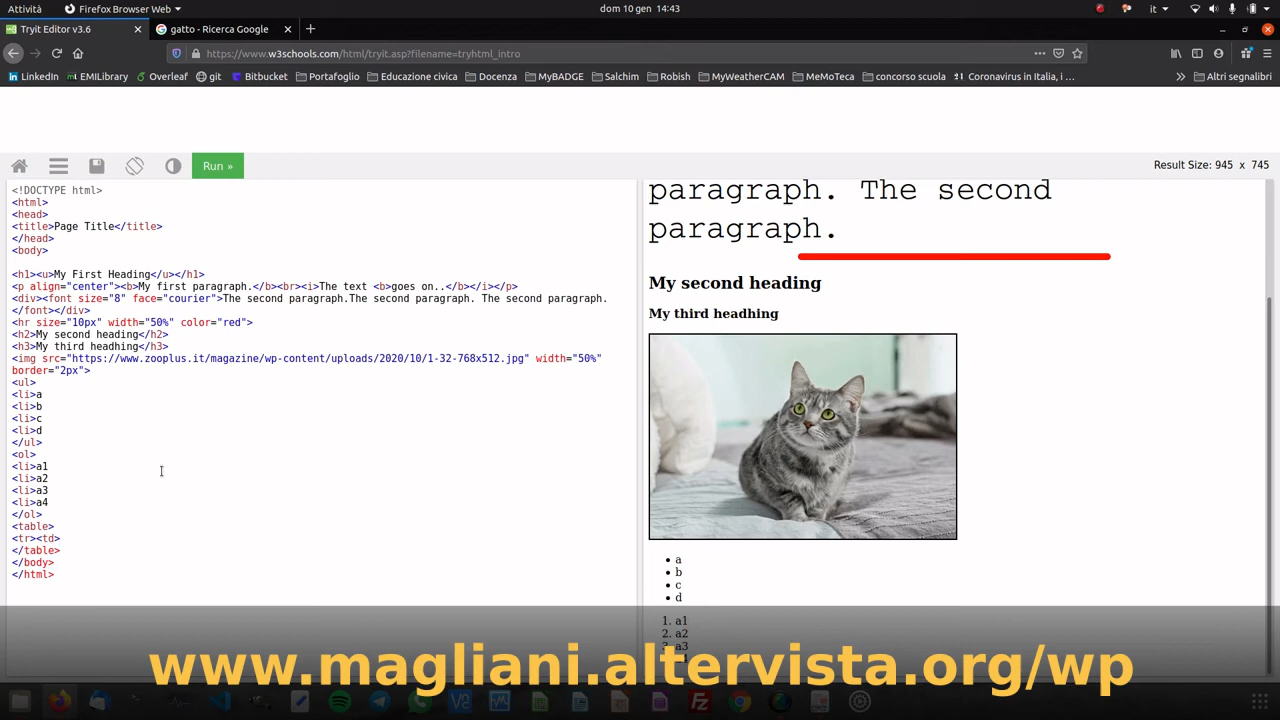 Attività
Firefox Browser Web
dom 10 gen 14:43
it
Tryit Editor v3.6
gatto - Ricerca Google
https://www.w3schools.com/html/tryit.asp?filename=tryhtml_intro
LinkedIn
EMILibrary
Overleaf
git
Bitbucket
Portafoglio
Educazione civica
Docenza
MyBADGE
Salchim
Robish
MyWeatherCAM
MeMoTeca
concorso scuola
Coronavirus in Italia, i …
Altri segnalibri
Run »
Result Size: 945 x 745
<!DOCTYPE html>
<html>
<head>
<title>Page Title</title>
</head>
<body>
<h1><u>My First Heading</u></h1>
<p align="center"><b>My first paragraph.</b><br><i>The text <b>goes on..</b></i></p>
<div><font size="8" face="courier">The second paragraph.The second paragraph. The second paragraph.
</font></div>
<hr size="10px" width="50%" color="red">
<h2>My second heading</h2>
<h3>My third headhing</h3>
<img src="https://www.zooplus.it/magazine/wp-content/uploads/2020/10/1-32-768x512.jpg" width="50%"
border="2px">
<ul>
<li>a
<li>b
<li>c
<li>d
</ul>
<ol>
<li>a1
<li>a2
<li>a3
<li>a4
</ol>
<table>
<tr><td>
</table>
</body>
</html>
paragraph. The second
paragraph.
My second heading
My third headhing
• a
• b
• c
• d
1. a1
2. a2
3. a3
www.magliani.altervista.org/wp